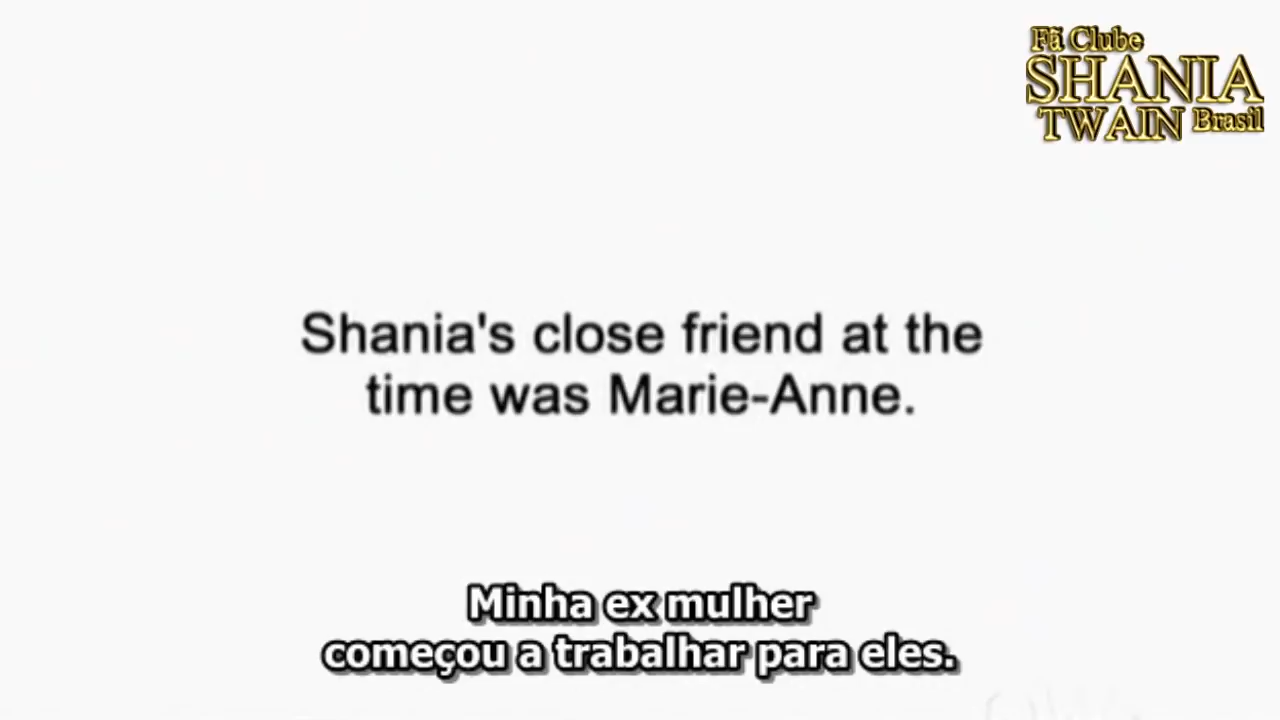 Fã Clube
SHANIA
TWAIN Brasil
Shania's close friend at the
time was Marie-Anne.
Minha ex mulher
começou a trabalhar para eles.